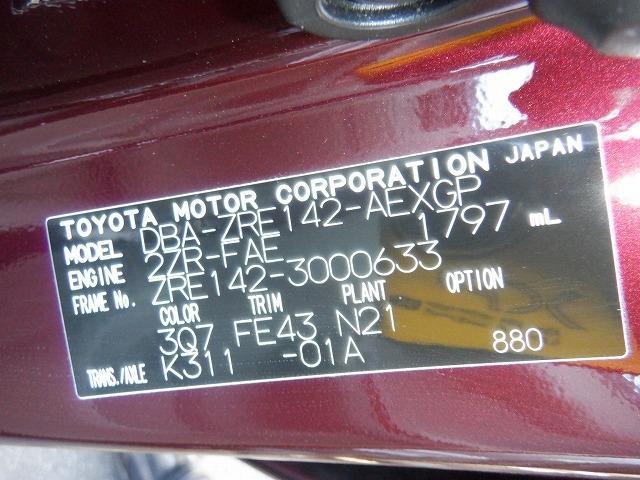 TOYOTA MOTOR CORPORATION JAPAN
MODEL DBA-ZRE142-AEXGP
ENGINE 2ZR-FAE 1797 mL
FRAME No. ZRE142-3000633
COLOR TRIM PLANT OPTION
3Q7 FE43 N21
TRANS./AXLE K311 -01A 880